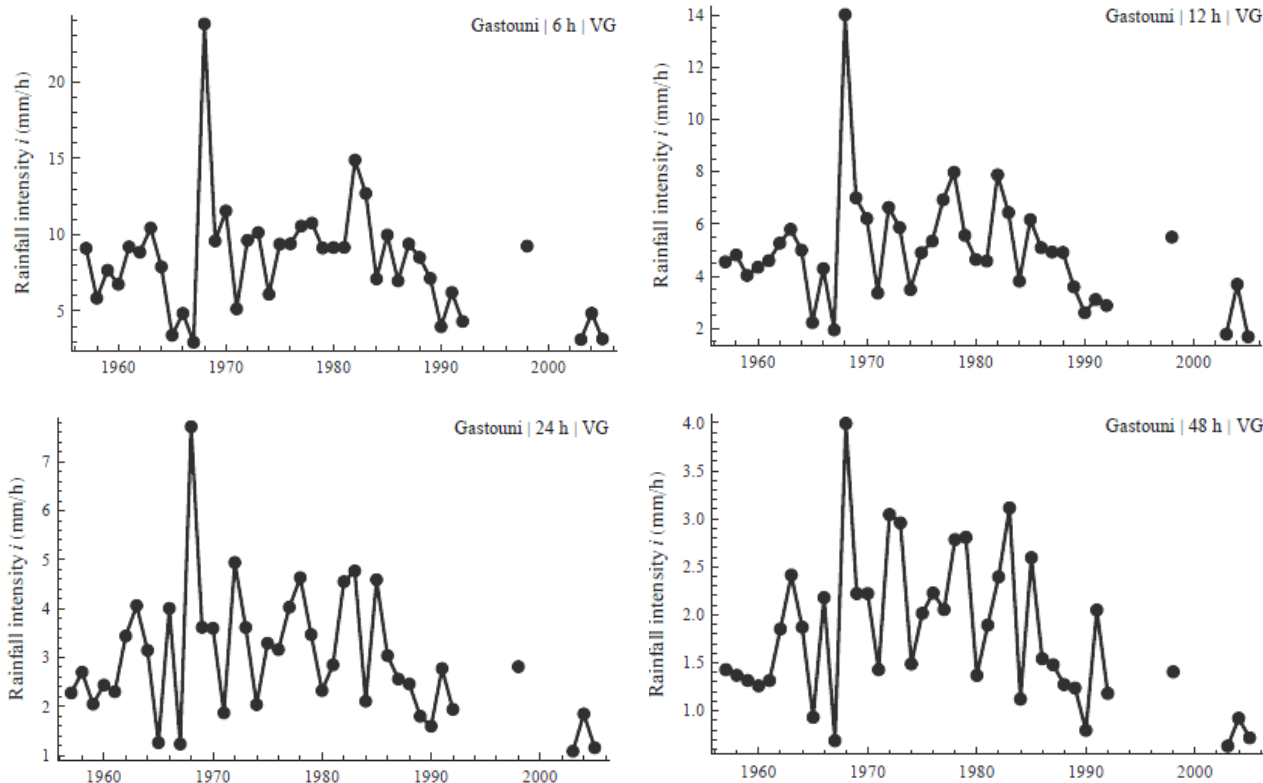 Gastouni | 6 h | VG
Rainfall intensity i (mm/h)
20
15
10
5
1960 1970 1980 1990 2000
Gastouni | 12 h | VG
Rainfall intensity i (mm/h)
14
12
10
8
6
4
2
1960 1970 1980 1990 2000
Gastouni | 24 h | VG
Rainfall intensity i (mm/h)
7
6
5
4
3
2
1
1960 1970 1980 1990 2000
Gastouni | 48 h | VG
Rainfall intensity i (mm/h)
4.0
3.5
3.0
2.5
2.0
1.5
1.0
1960 1970 1980 1990 2000